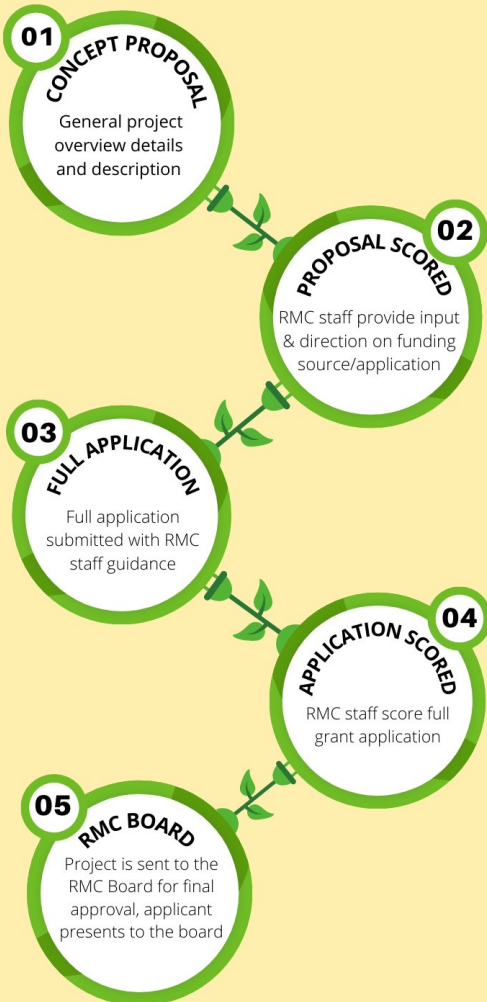 01
CONCEPT PROPOSAL
General project
overview details
and description
02
PROPOSAL SCORED
RMC staff provide input
& direction on funding
source/application
03
FULL APPLICATION
Full application
submitted with RMC
staff guidance
04
APPLICATION SCORED
RMC staff score full
grant application
05
RMC BOARD
Project is sent to the
RMC Board for final
approval, applicant
presents to the board